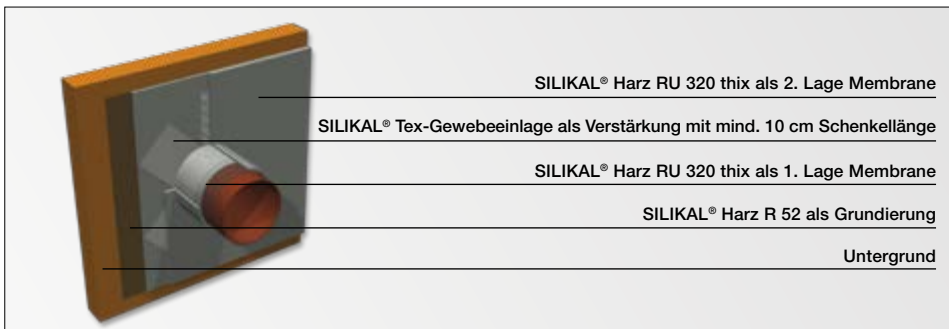 SILIKAL® Harz RU 320 thix als 2. Lage Membrane
SILIKAL® Tex-Gewebeeinlage als Verstärkung mit mind. 10 cm Schenkellänge
SILIKAL® Harz RU 320 thix als 1. Lage Membrane
SILIKAL® Harz R 52 als Grundierung
Untergrund